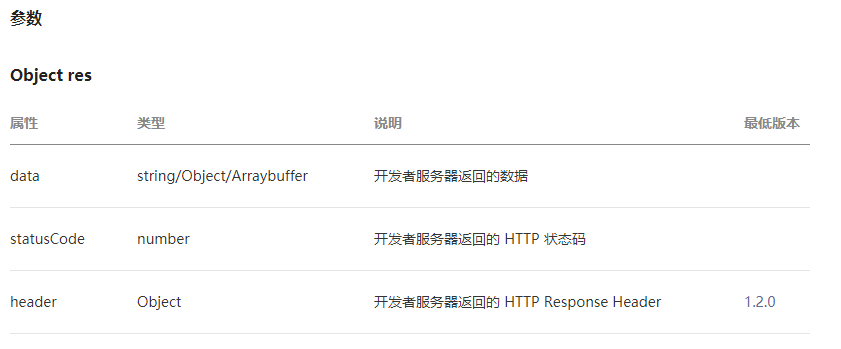 参数
Object res
属性 类型 说明 最低版本
data string/Object/Arraybuffer 开发者服务器返回的数据
statusCode number 开发者服务器返回的 HTTP 状态码
header Object 开发者服务器返回的 HTTP Response Header 1.2.0